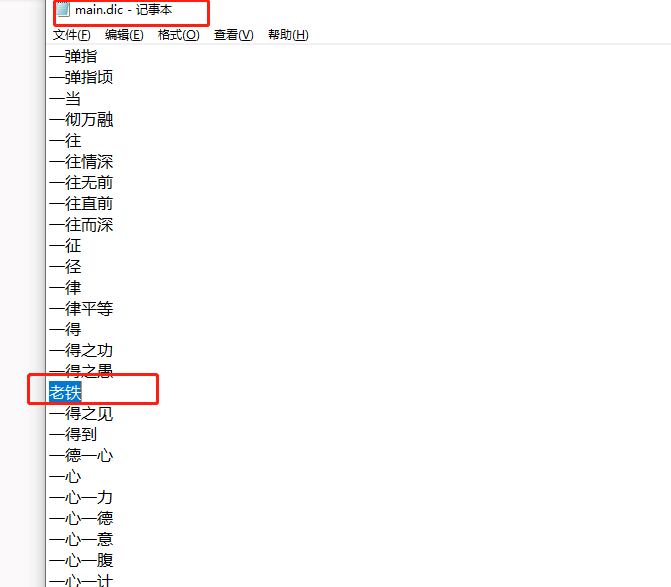 main.dic - 记事本
文件(F) 编辑(E) 格式(O) 查看(V) 帮助(H)
一弹指
一弹指顷
一当
一彻万融
一往
一往情深
一往无前
一往直前
一往而深
一征
一径
一律
一律平等
一得
一得之功
一得之愚
老铁
一得之见
一得到
一德一心
一心
一心一力
一心一德
一心一意
一心一腹
一心一计